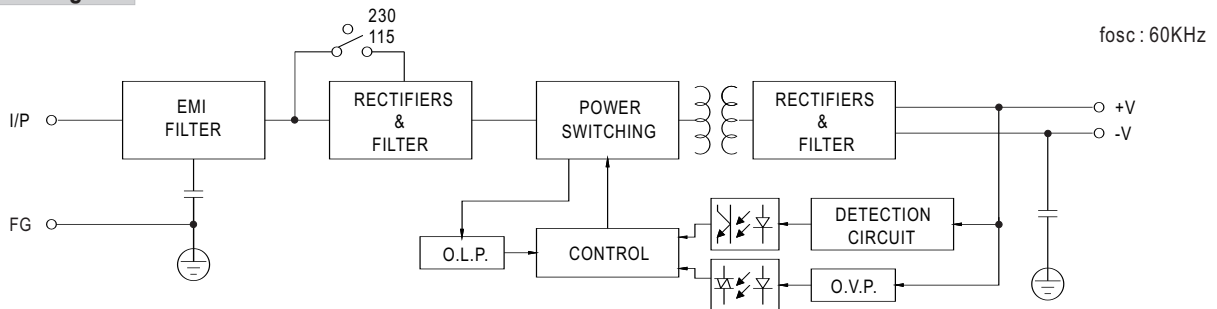 230
115
fosc : 60KHz
I/P
EMI
FILTER
RECTIFIERS
&
FILTER
POWER
SWITCHING
RECTIFIERS
&
FILTER
+V
-V
FG
O.L.P.
CONTROL
DETECTION
CIRCUIT
O.V.P.